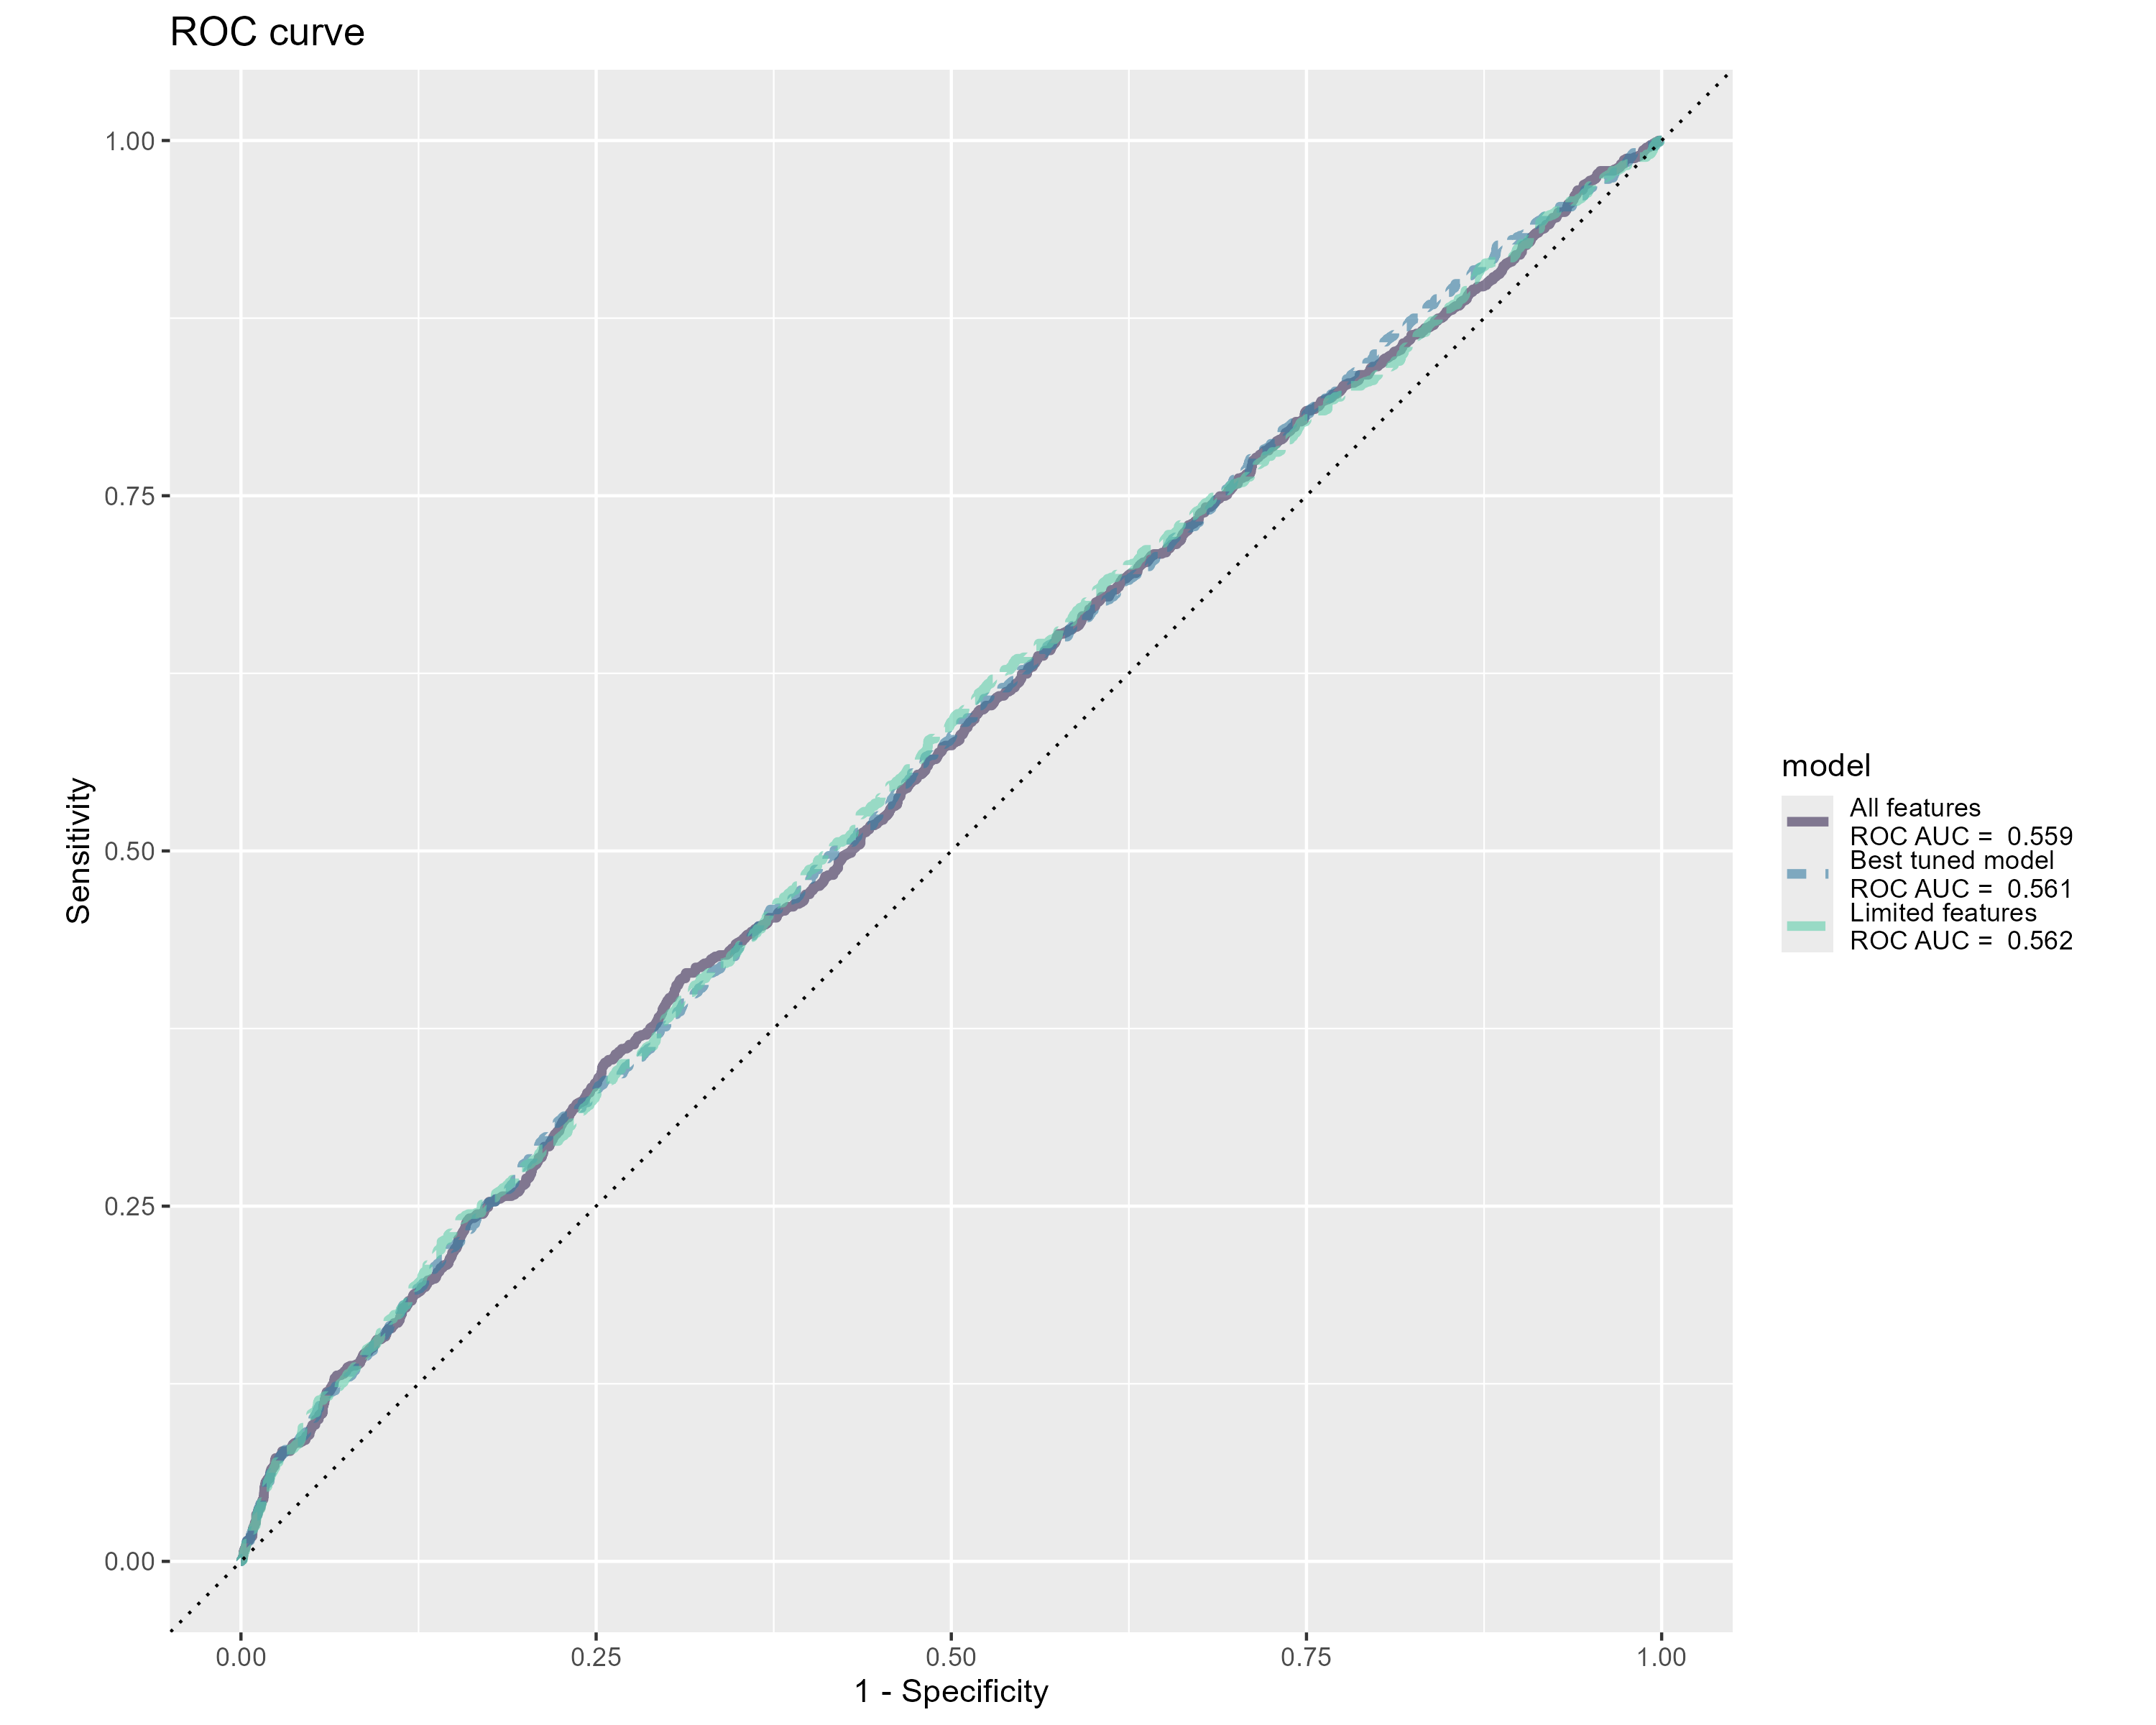 ROC curve
1.00
0.75
0.50
0.25
0.00
Sensitivity
0.00
0.25
0.50
0.75
1.00
1 - Specificity
model
All features
ROC AUC =  0.559
Best tuned model
ROC AUC =  0.561
Limited features
ROC AUC =  0.562